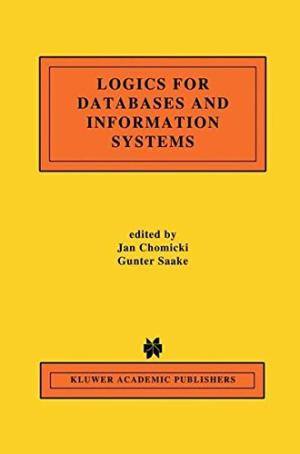 LOGICS FOR
DATABASES AND
INFORMATION
SYSTEMS
edited by
Jan Chomicki
Gunter Saake
KLUWER ACADEMIC PUBLISHERS